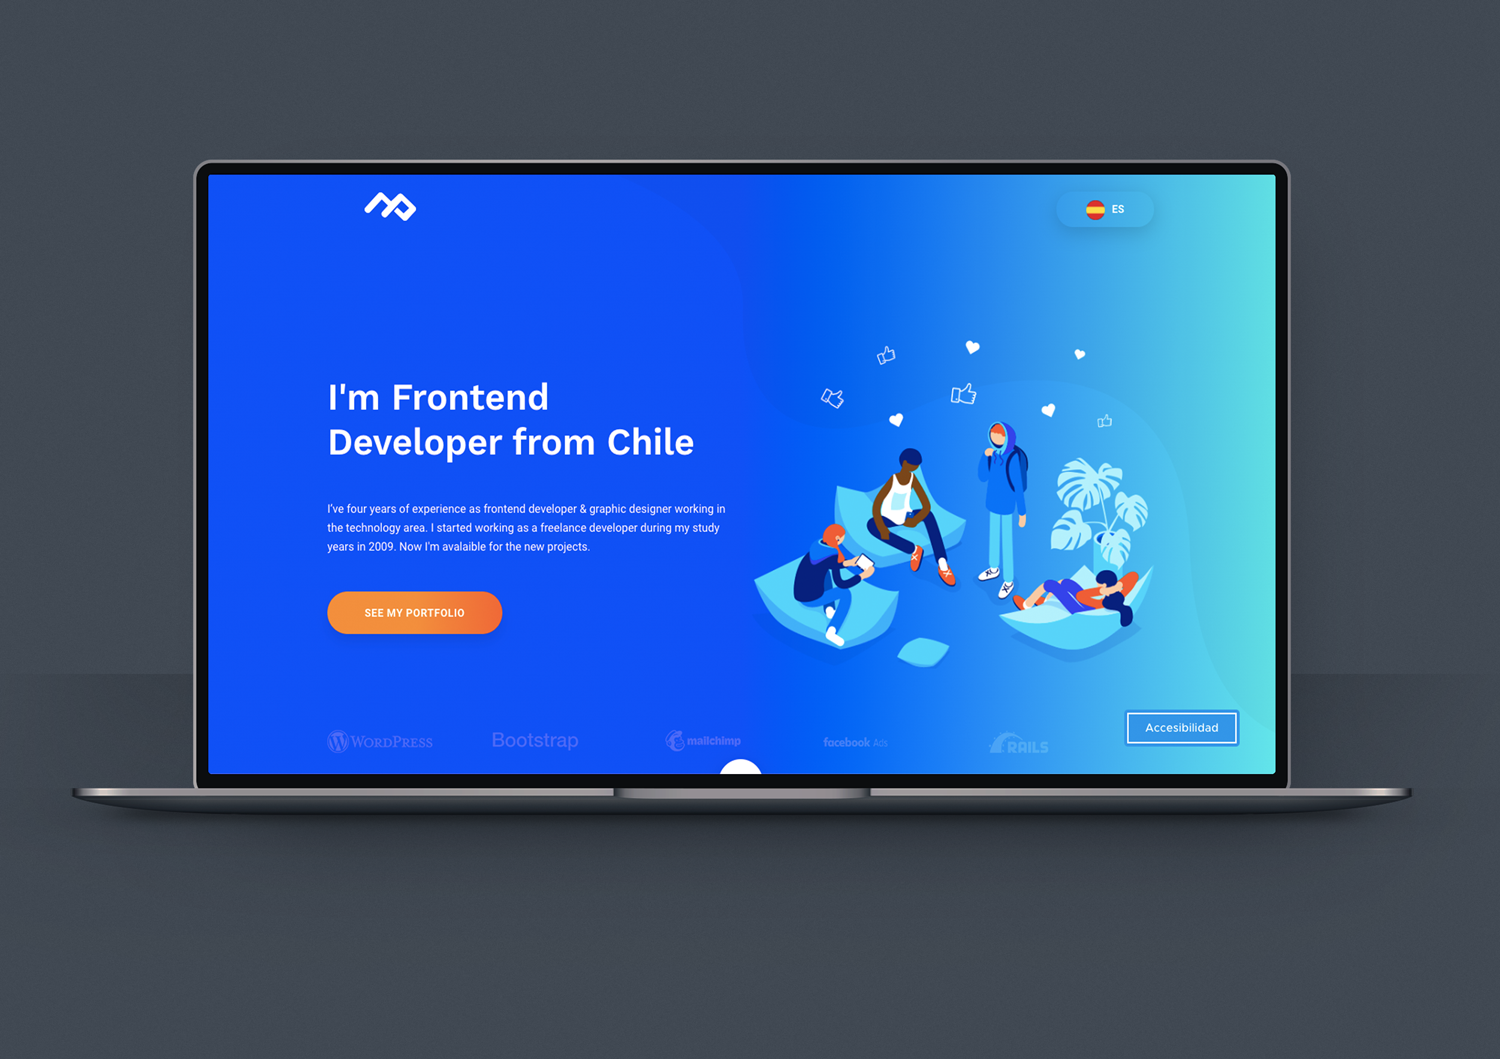 ES
I'm Frontend
Developer from Chile
I've four years of experience as frontend developer & graphic designer working in
the technology area. I started working as a freelance developer during my study
years in 2009. Now I'm avalaible for the new projects.
SEE MY PORTFOLIO
WORDPRESS
Bootstrap
mailchimp
facebook Ads
RAILS
Accesibilidad